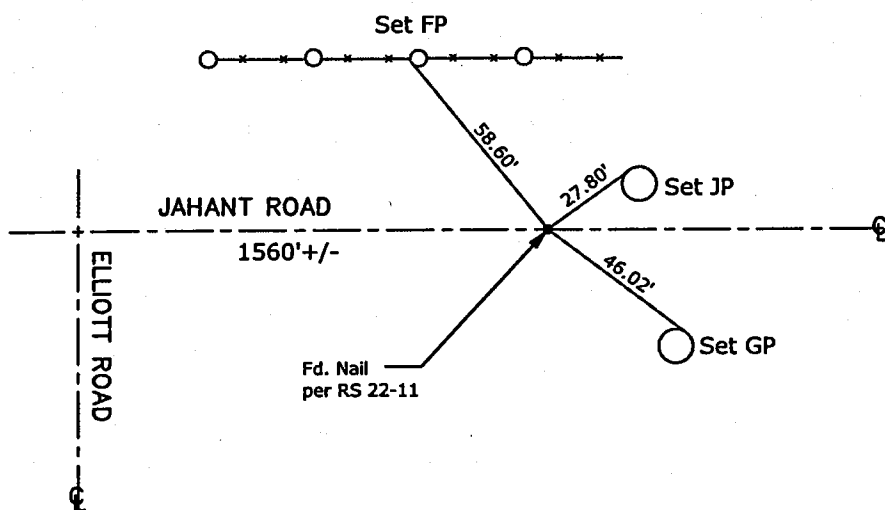 Set FP
58.60'
27.80'
Set JP
JAHANT ROAD
1560'+/-
℄
46.02'
ELLIOTT ROAD
Set GP
Fd. Nail
per RS 22-11
℄